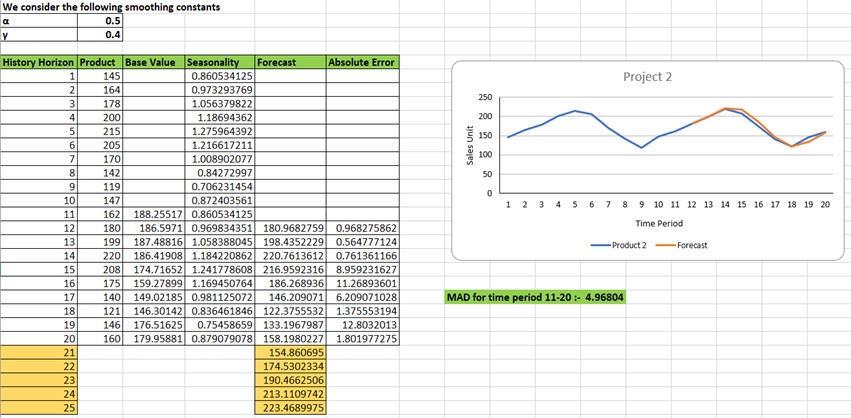 We consider the following smoothing constants
α 0.5
γ 0.4
History Horizon Product Base Value Seasonality Forecast Absolute Error
1 145 0.860534125
2 164 0.973293769
3 178 1.056379822
4 200 1.18694362
5 215 1.275964392
6 205 1.216617211
7 170 1.008902077
8 142 0.84272997
9 119 0.706231454
10 147 0.872403561
11 162 188.25517 0.860534125
12 180 186.5971 0.969834351 180.9682759 0.968275862
13 199 187.48816 1.058388045 198.4352229 0.564777124
14 220 186.41908 1.184220862 220.7613612 0.761361166
15 208 174.71652 1.241778608 216.9592316 8.959231627
16 175 159.27899 1.169450764 186.268936 11.26893601
17 140 149.02185 0.981125072 146.209071 6.209071028
18 121 146.30142 0.836461846 122.3755532 1.375553194
19 146 176.51625 0.75458659 133.1967987 12.8032013
20 160 179.95881 0.879079078 158.1980227 1.801977275
21 154.860695
22 174.5302334
23 190.4662506
24 213.1109742
25 223.4689975
Project 2
Sales Unit
250
200
150
100
50
0
1 2 3 4 5 6 7 8 9 10 11 12 13 14 15 16 17 18 19 20
Time Period
Product 2 Forecast
MAD for time period 11-20 :- 4.96804